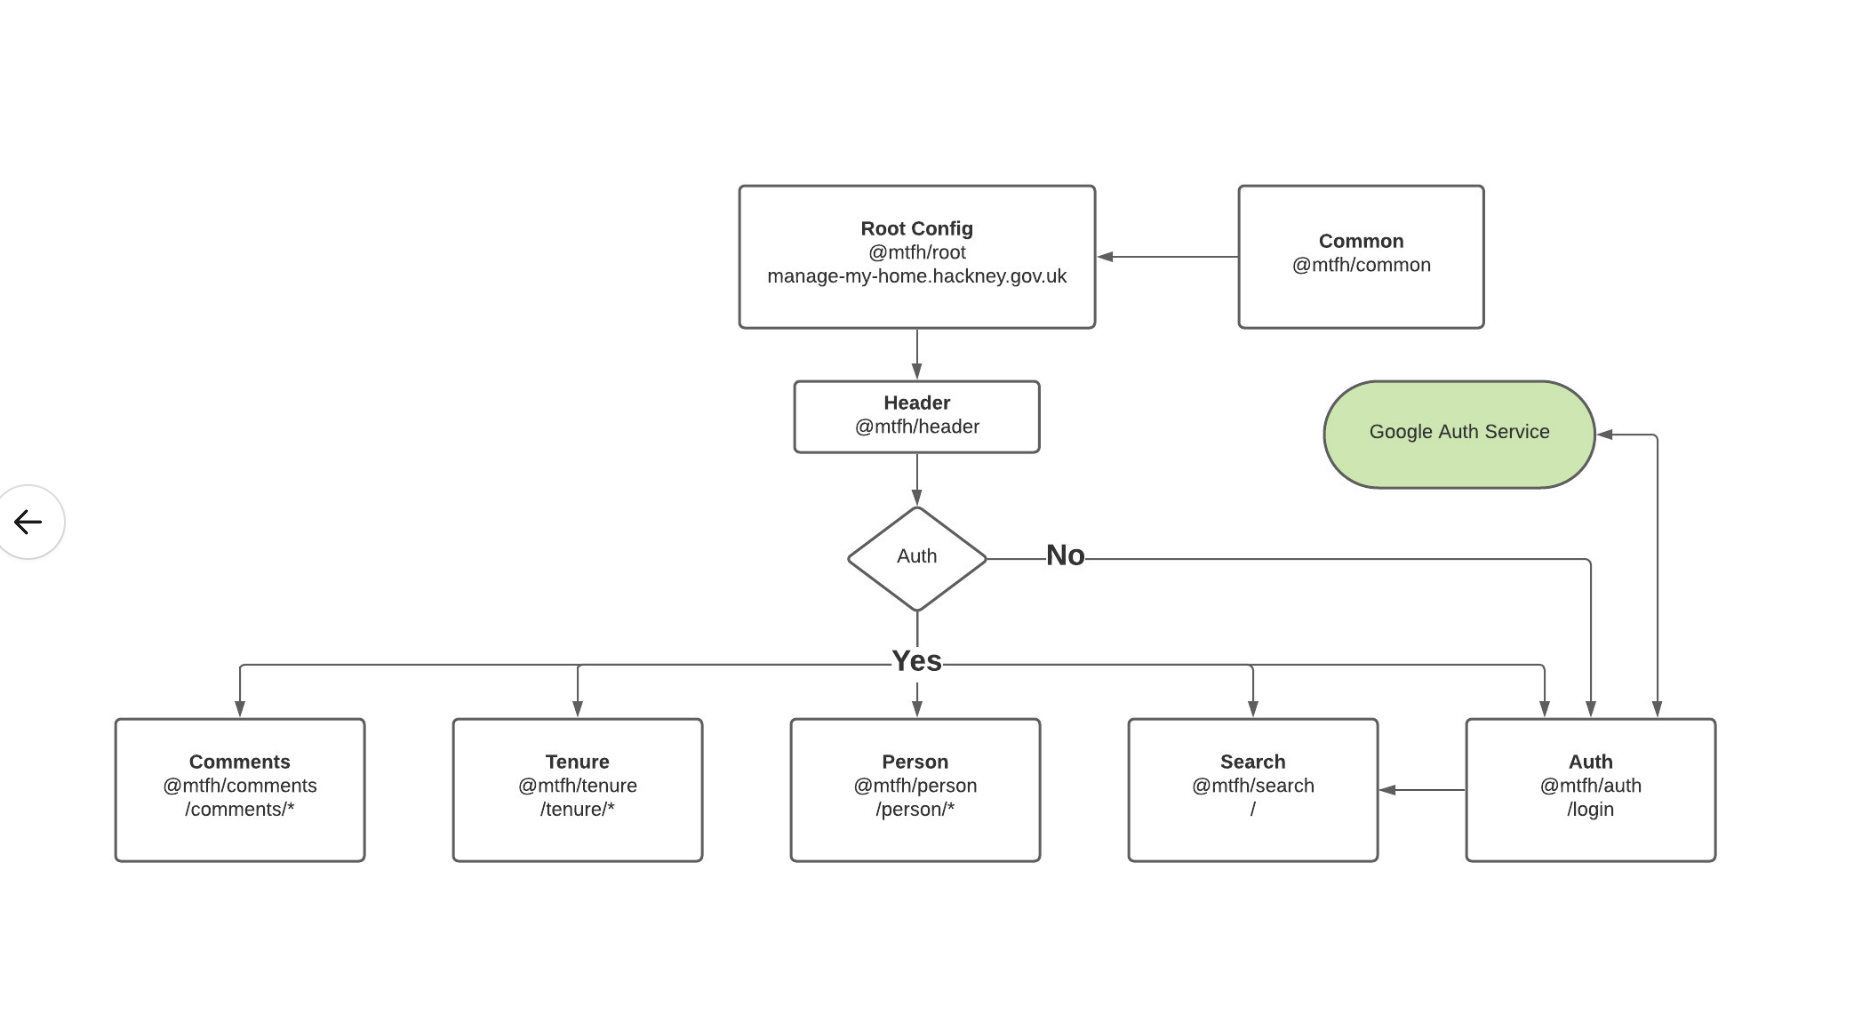 Root Config
@mtfh/root
manage-my-home.hackney.gov.uk
Common
@mtfh/common
Header
@mtfh/header
Google Auth Service
Auth
No
Yes
Comments
@mtfh/comments
/comments/*
Tenure
@mtfh/tenure
/tenure/*
Person
@mtfh/person
/person/*
Search
@mtfh/search
/
Auth
@mtfh/auth
/login